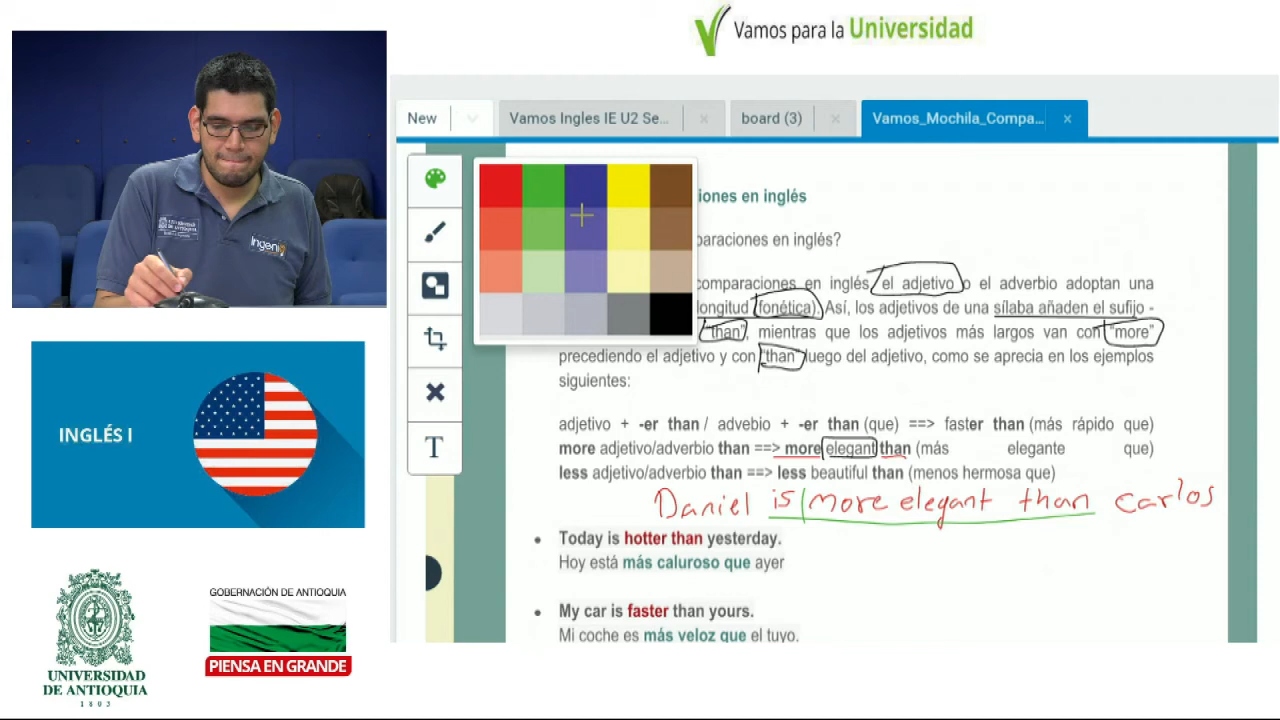 Vamos para la Universidad
New
Vamos Ingles IE U2 Se...
board (3)
Vamos_Mochila_Compa...
iones en inglés
paraciones en inglés?
comparaciones en inglés, el adjetivo o el adverbio adoptan una
longitud (fonética). Así, los adjetivos de una sílaba añaden el sufijo -
"than", mientras que los adjetivos más largos van con "more"
precediendo el adjetivo y con "than" luego del adjetivo, como se aprecia en los ejemplos
siguientes:
adjetivo + -er than / advebio + -er than (que) ==> faster than (más rápido que)
more adjetivo/adverbio than ==> more elegant than (más elegante que)
less adjetivo/adverbio than ==> less beautiful than (menos hermosa que)
Daniel is more elegant than Carlos
• Today is hotter than yesterday.
Hoy está más caluroso que ayer
• My car is faster than yours.
Mi coche es más veloz que el tuyo.
T
ingeni
INGLÉS I
UNIVERSIDAD
DE ANTIOQUIA
1803
GOBERNACIÓN DE ANTIOQUIA
PIENSA EN GRANDE